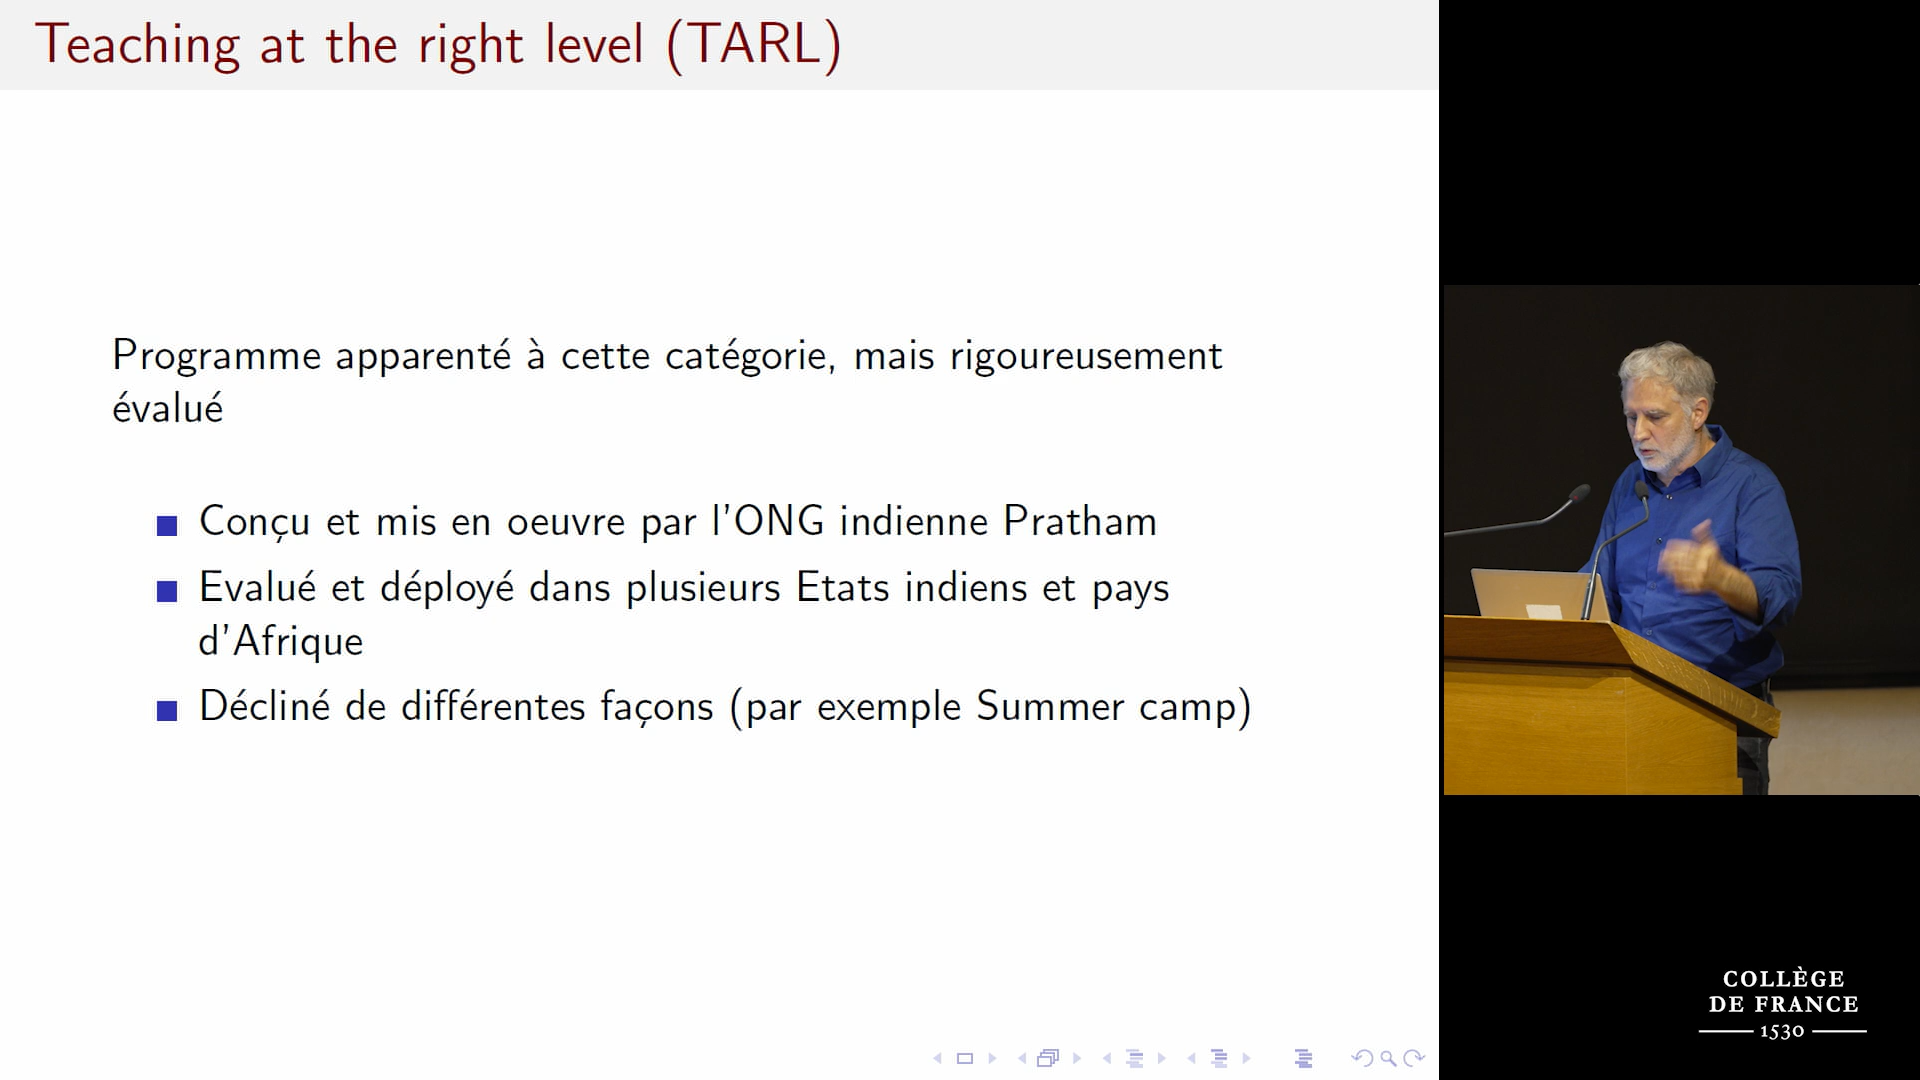 Teaching at the right level (TARL)
Programme apparenté à cette catégorie, mais rigoureusement
évalué
Conçu et mis en oeuvre par l'ONG indienne Pratham
Evalué et déployé dans plusieurs Etats indiens et pays
d'Afrique
Décliné de différentes façons (par exemple Summer camp)
COLLÈGE
DE FRANCE
1530